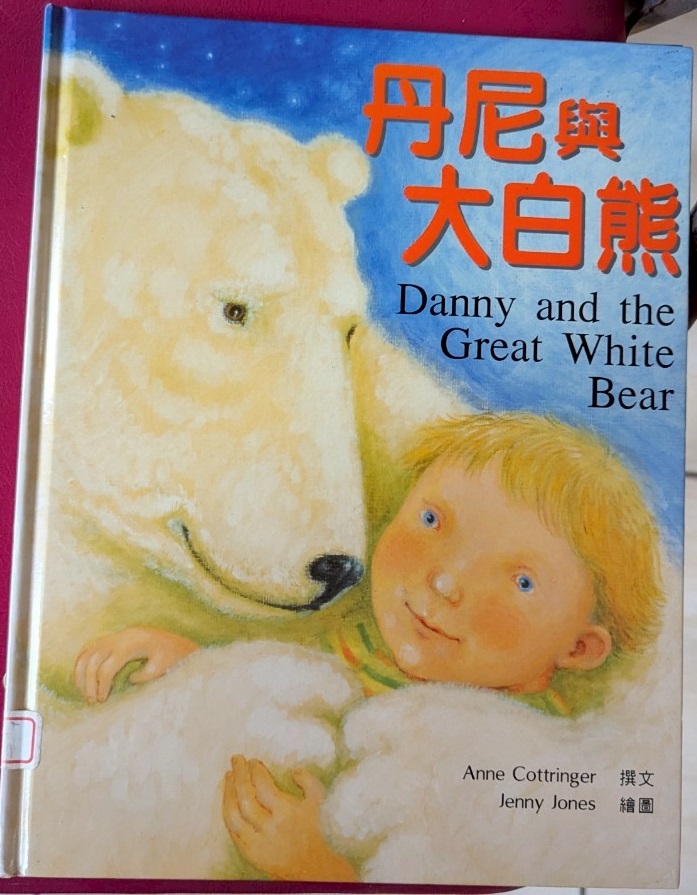 丹尼與
大白熊
Danny and the
Great White
Bear
Anne Cottringer 撰文
Jenny Jones 繪圖